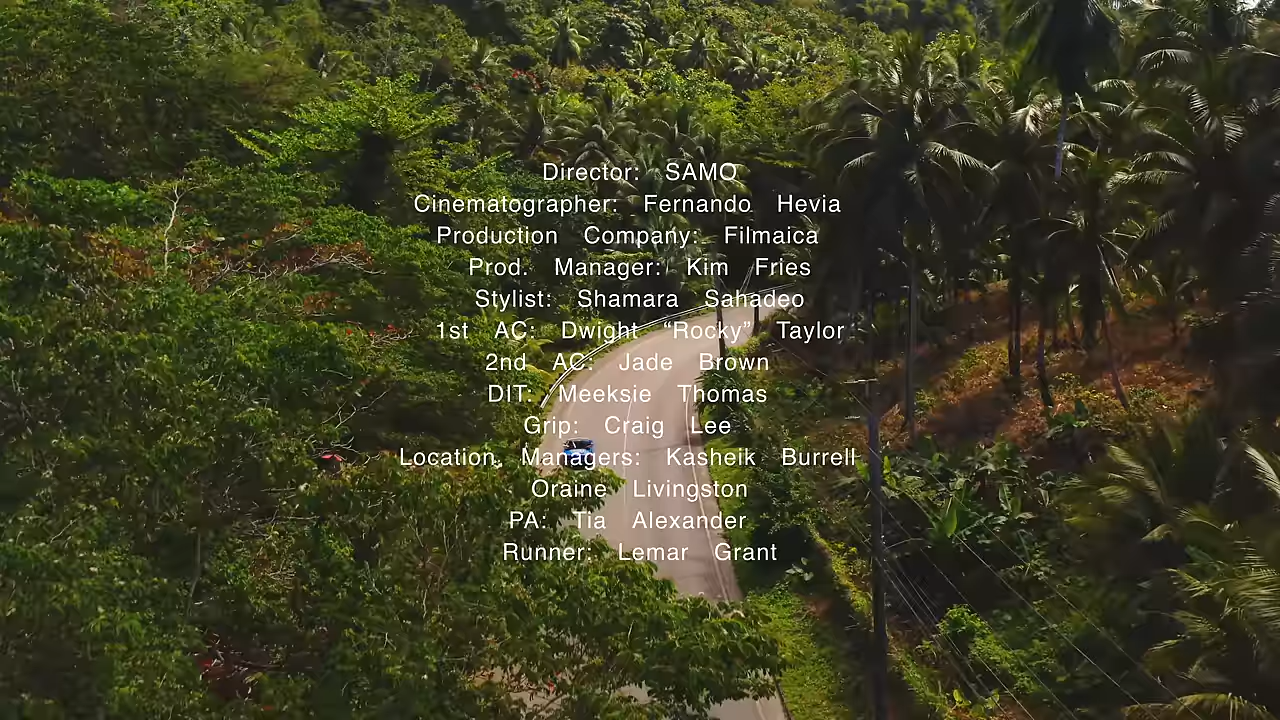 Director: SAMO
Cinematographer: Fernando Hevia
Production Company: Filmaica
Prod. Manager: Kim Fries
Stylist: Shamara Sahadeo
1st AC: Dwight “Rocky” Taylor
2nd AC: Jade Brown
DIT: Meeksie Thomas
Grip: Craig Lee
Location Managers: Kasheik Burrell
Oraine Livingston
PA: Tia Alexander
Runner: Lemar Grant